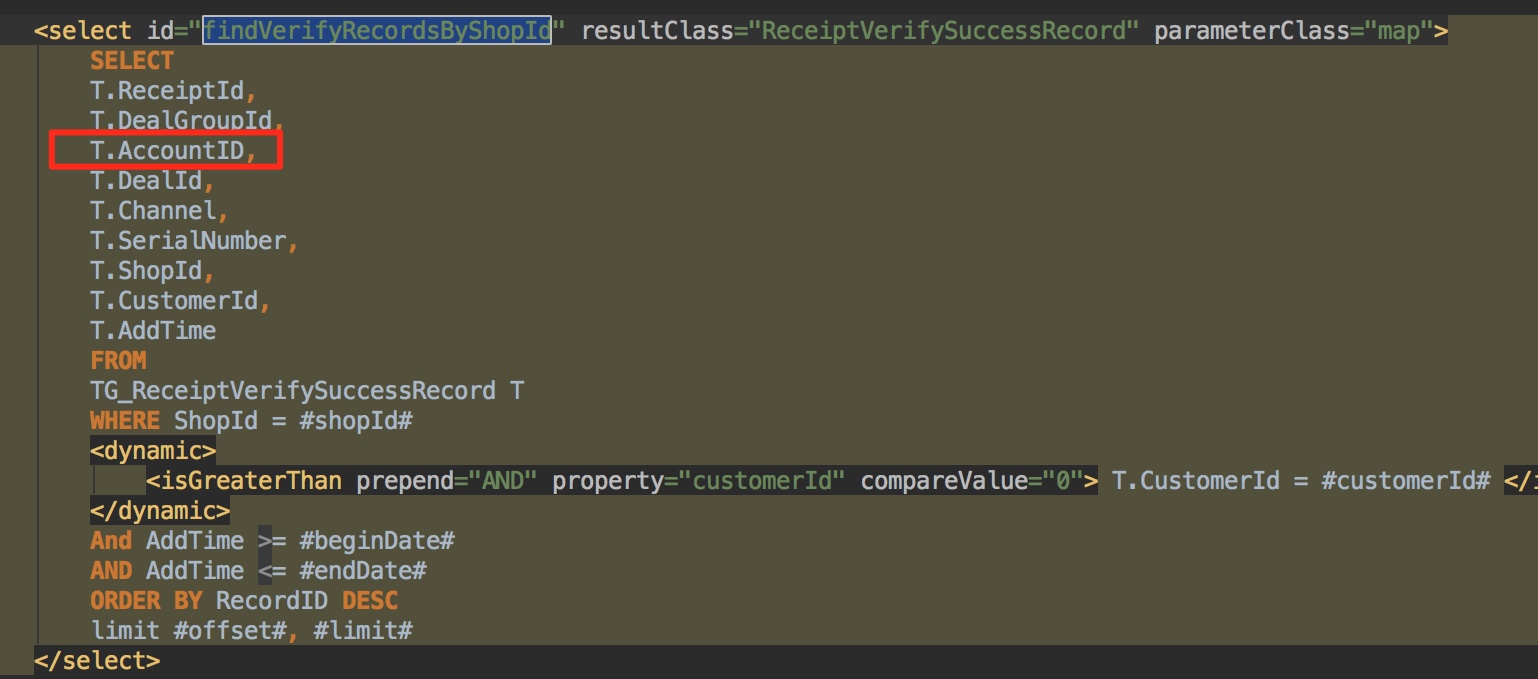 <select id="findVerifyRecordsByShopId" resultClass="ReceiptVerifySuccessRecord" parameterClass="map">
SELECT
T.ReceiptId,
T.DealGroupId,
T.AccountID,
T.DealId,
T.Channel,
T.SerialNumber,
T.ShopId,
T.CustomerId,
T.AddTime
FROM
TG_ReceiptVerifySuccessRecord T
WHERE ShopId = #shopId#
<dynamic>
<isGreaterThan prepend="AND" property="customerId" compareValue="0"> T.CustomerId = #customerId# </i
</dynamic>
And AddTime >= #beginDate#
AND AddTime <= #endDate#
ORDER BY RecordID DESC
limit #offset#, #limit#
</select>